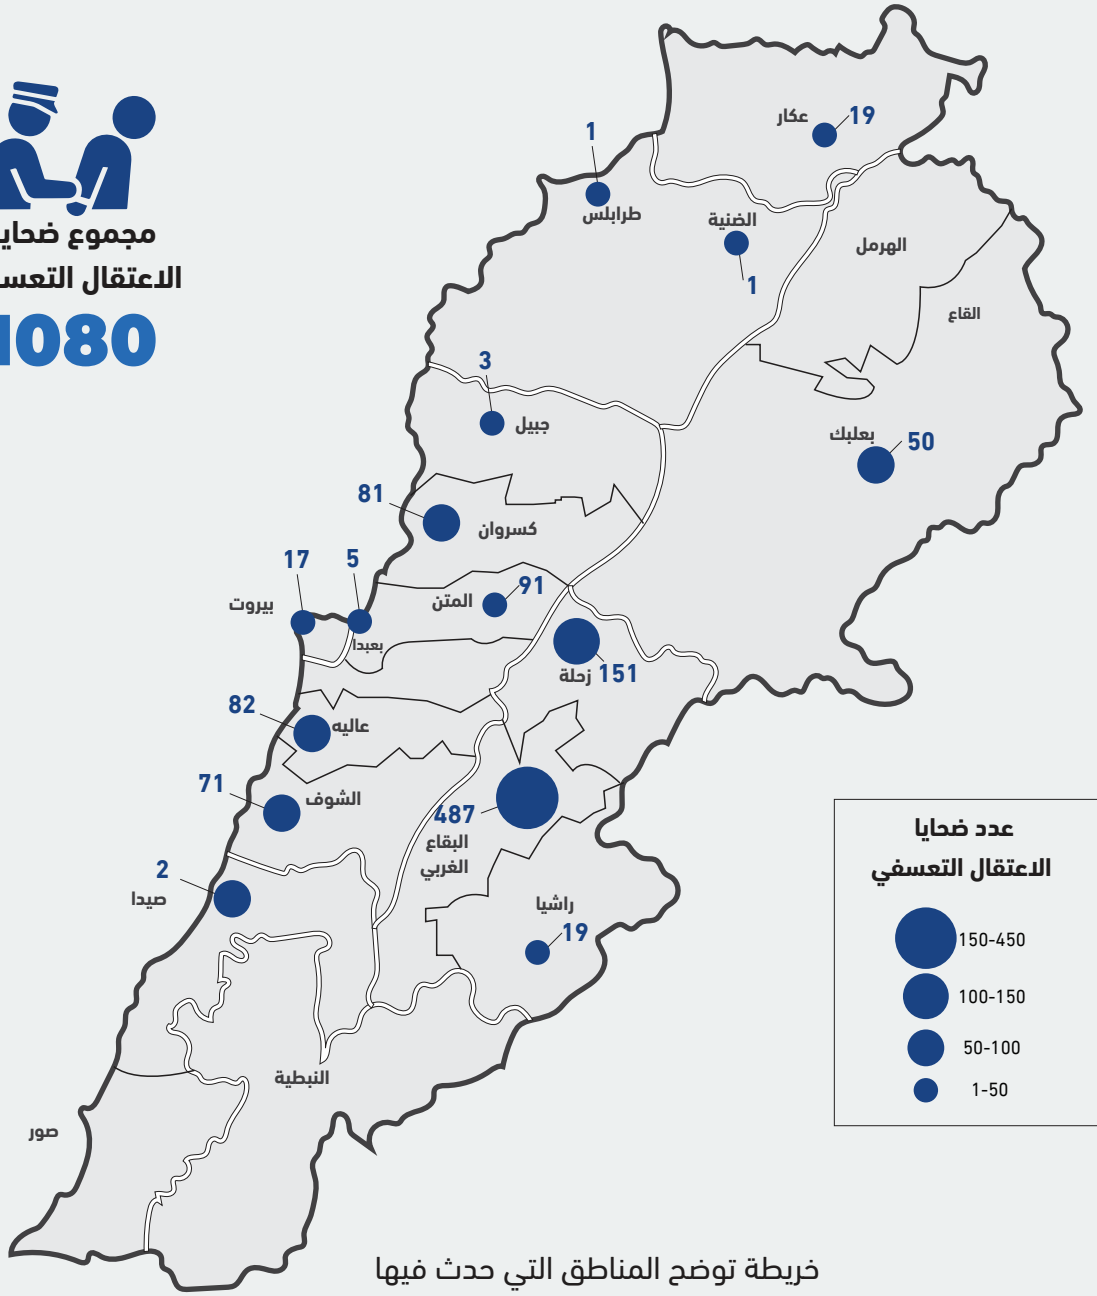 مجموع ضحايا
الاعتقال
1080
عكار
19
1
طرابلس
الضنية
1
الهرمل
القاع
3
جبيل
بعلبك
50
81
كسروان
17
5
بيروت
بعبدا
المتن
91
زحلة
151
82
عاليه
71
الشوف
487
البقاع
الغربي
2
صيدا
راشيا
19
النبطية
صور
عدد ضحايا
الاعتقال التعسفي
150-450
100-150
50-100
1-50
خريطة توضح المناطق التي حدث فيها